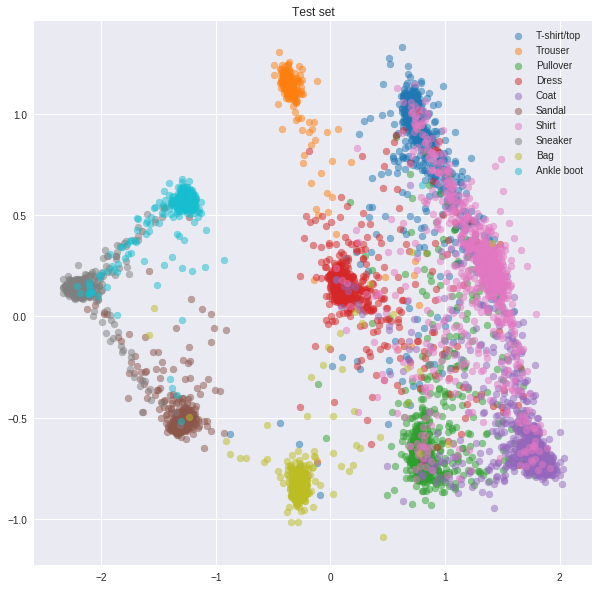 Test set
T-shirt/top
Trouser
Pullover
Dress
Coat
Sandal
Shirt
Sneaker
Bag
Ankle boot
1.0
0.5
0.0
−0.5
−1.0
−2
−1
0
1
2